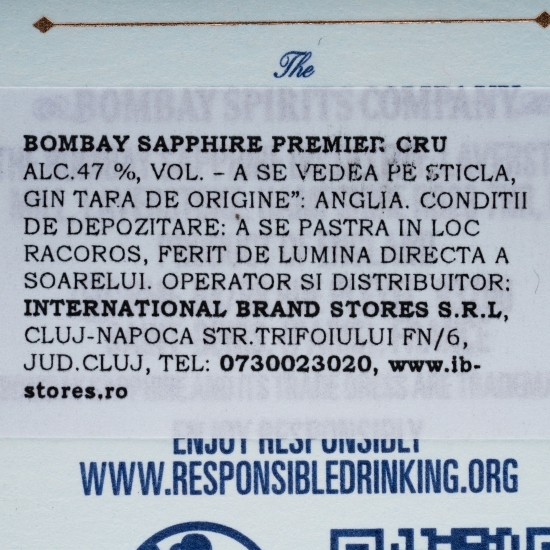 The
BOMBAY SPIRITS COMPANY
BOMBAY SAPPHIRE PREMIER CRU
ALC.47 %, VOL. – A SE VEDEA PE STICLA,
GIN TARA DE ORIGINE”: ANGLIA. CONDITII
DE DEPOZITARE: A SE PASTRA IN LOC
RACOROS, FERIT DE LUMINA DIRECTA A
SOARELUI. OPERATOR SI DISTRIBUITOR:
INTERNATIONAL BRAND STORES S.R.L,
CLUJ-NAPOCA STR.TRIFOIULUI FN/6,
JUD.CLUJ, TEL: 0730023020, www.ib-
stores.ro
ENJOY RESPONSIBLY
WWW.RESPONSIBLEDRINKING.ORG